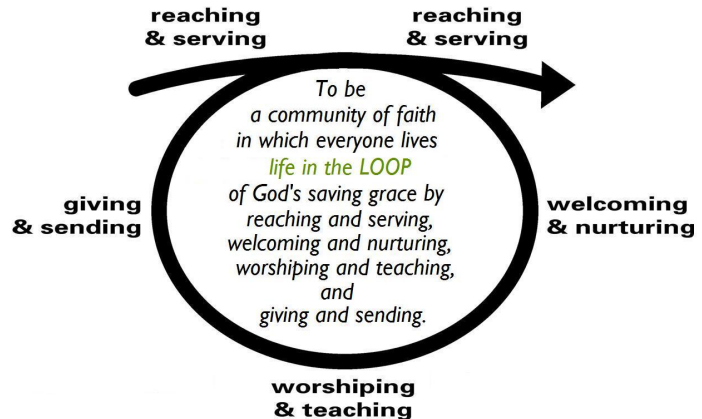 reaching
& serving
reaching
& serving
To be
a community of faith
in which everyone lives
life in the LOOP
of God's saving grace by
reaching and serving,
welcoming and nurturing,
worshiping and teaching,
and
giving and sending.
giving
& sending
welcoming
& nurturing
worshiping
& teaching